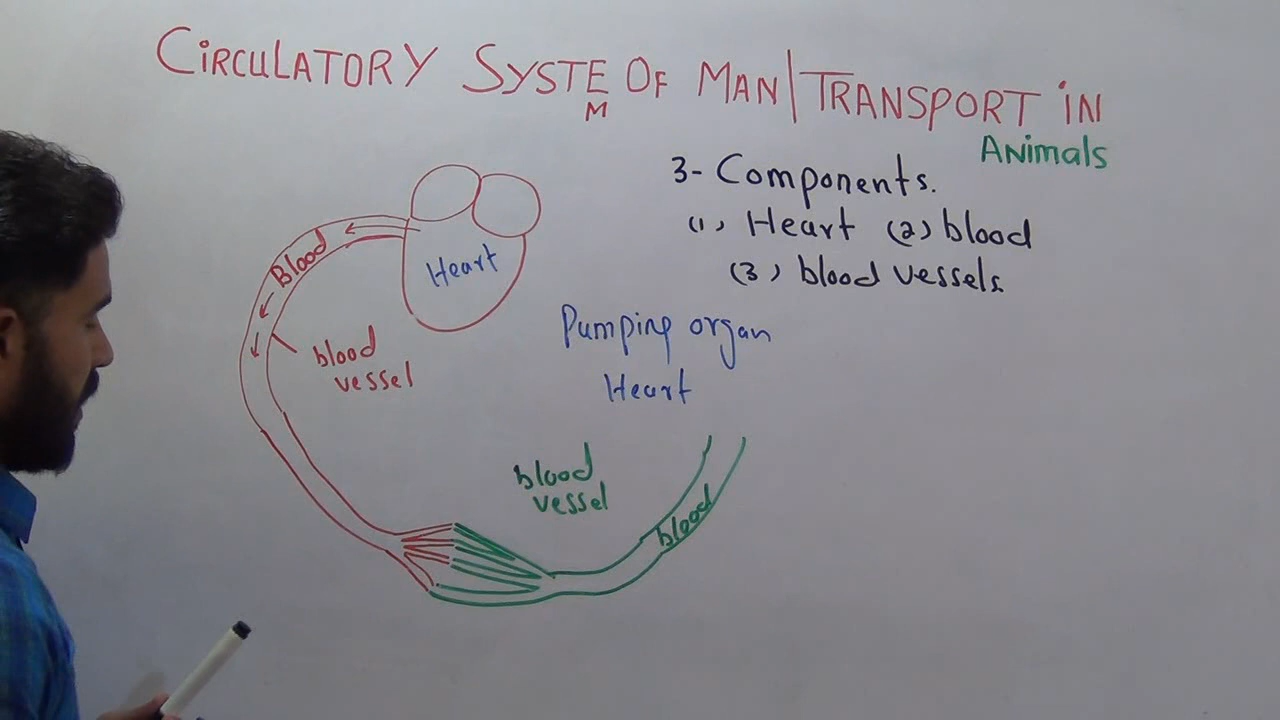 CIRCULATORY SYSTEM OF MAN | TRANSPORT IN
ANimals
3- Components.
(1) Heart (2) blood
(3) blood vessels.
Heart
Blood
blood
vessel
Pumping organ
Heart
blood
vessel
blood